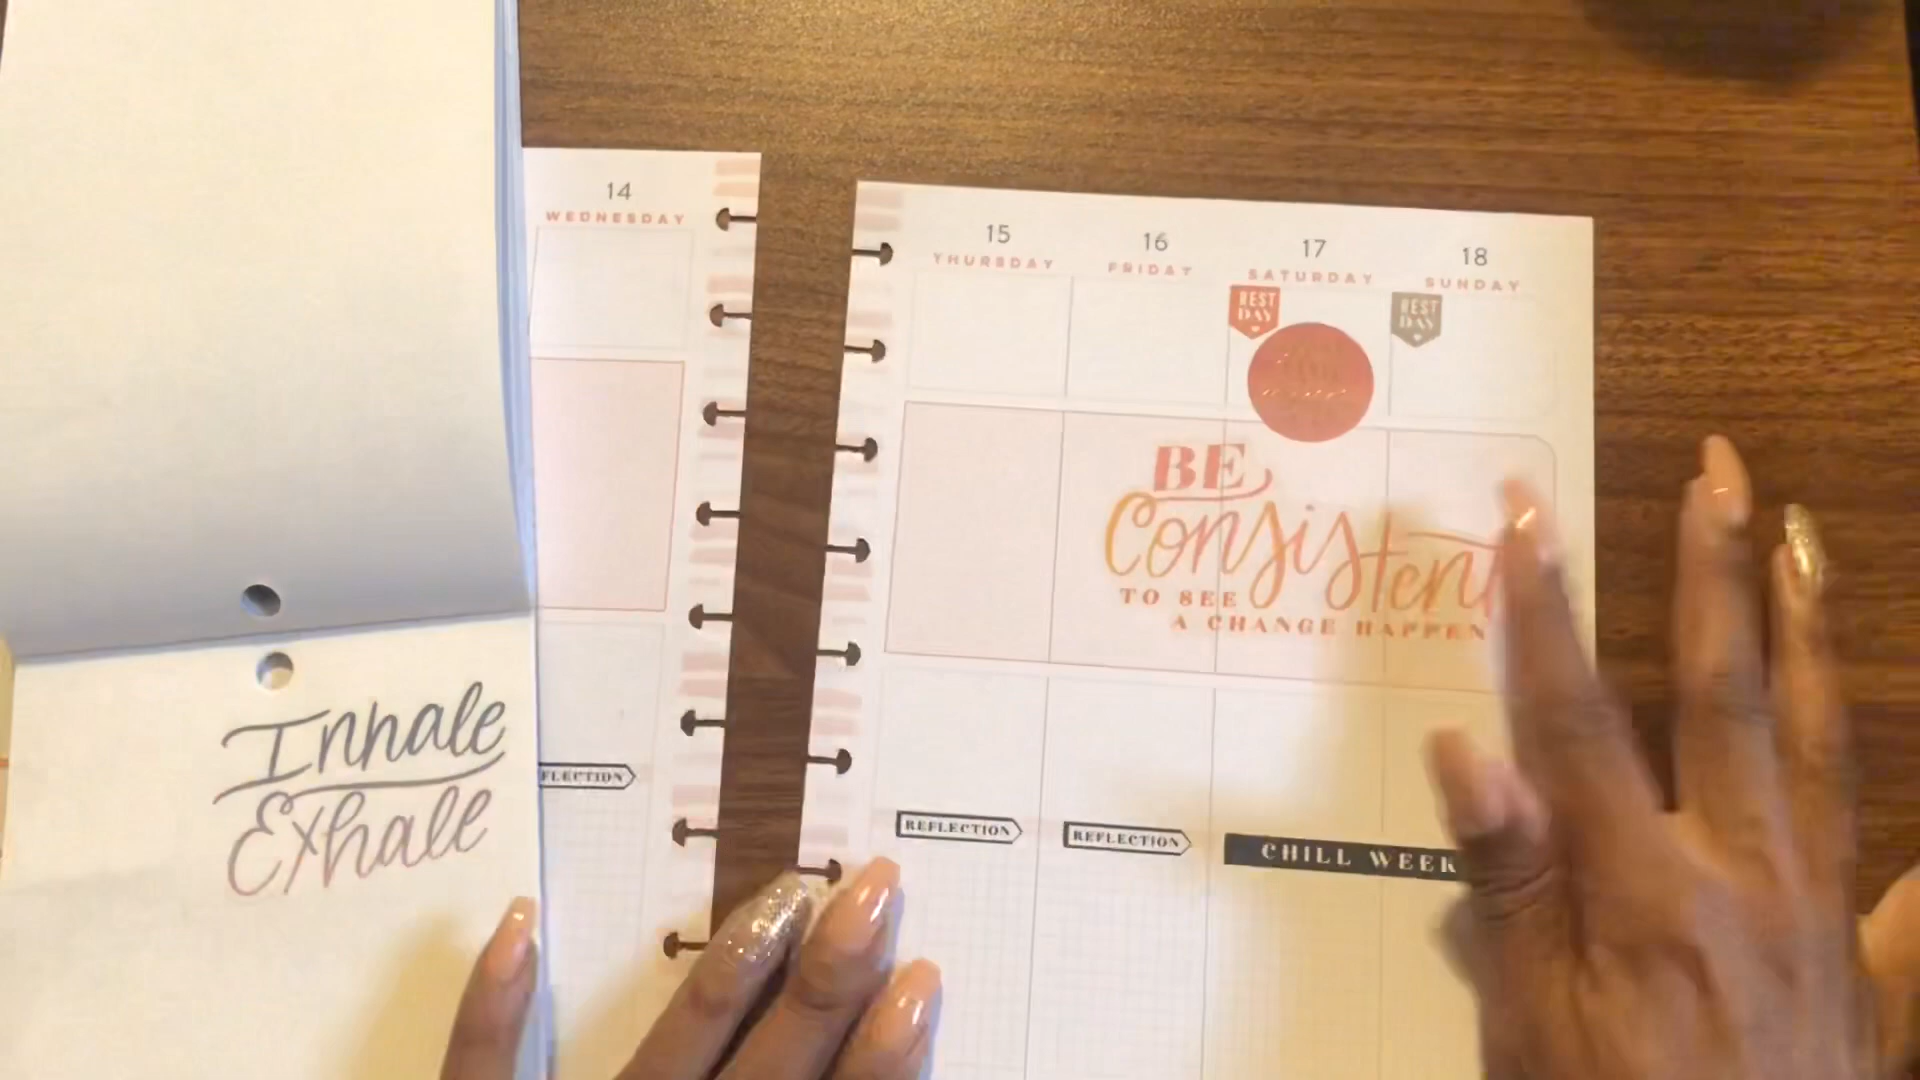 14
WEDNESDAY
15
THURSDAY
16
FRIDAY
17
SATURDAY
18
SUNDAY
REST
DAY
REST
DAY
BE
Consistent
TO SEE
A CHANGE HAPPEN
Inhale
Exhale
FLECTION
REFLECTION
REFLECTION
CHILL WEEK